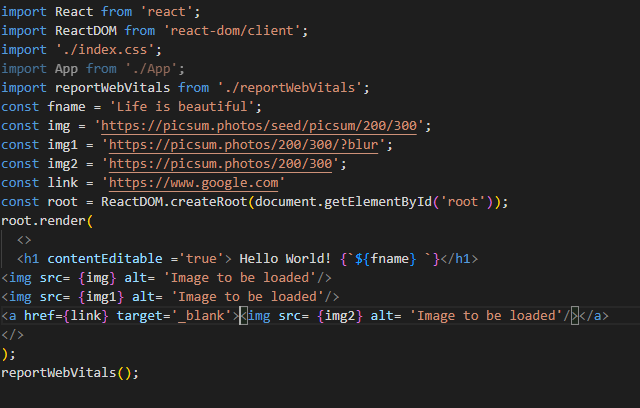 import React from 'react';
import ReactDOM from 'react-dom/client';
import './index.css';
import App from './App';
import reportWebVitals from './reportWebVitals';
const fname = 'Life is beautiful';
const img = 'https://picsum.photos/seed/picsum/200/300';
const img1 = 'https://picsum.photos/200/300/?blur';
const img2 = 'https://picsum.photos/200/300';
const link = 'https://www.google.com'
const root = ReactDOM.createRoot(document.getElementById('root'));
root.render(
  <>
  <h1 contentEditable ='true'> Hello World! {`${fname} `}</h1>
<img src= {img} alt= 'Image to be loaded'/>
<img src= {img1} alt= 'Image to be loaded'/>
<a href={link} target='_blank'><img src= {img2} alt= 'Image to be loaded'/></a>
</>
);
reportWebVitals();